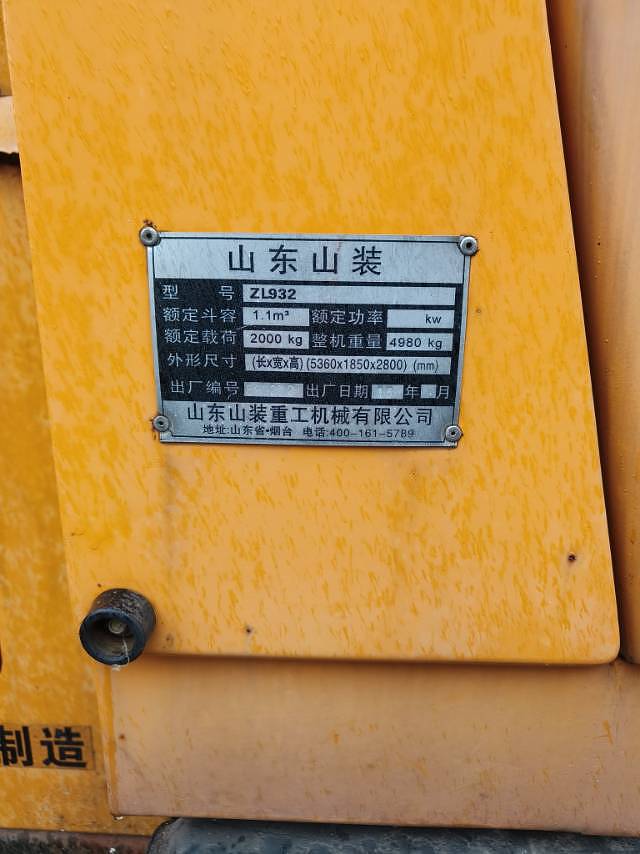 山东山装
型 号 ZL932
额定斗容 1.1m³ 额定功率 kw
额定载荷 2000 kg 整机重量 4980 kg
外形尺寸 (长x宽x高) (5360x1850x2800) (mm)
出厂编号 出厂日期 年 月
山东山装重工机械有限公司
地址:山东省·烟台 电话:400-161-5789
制造